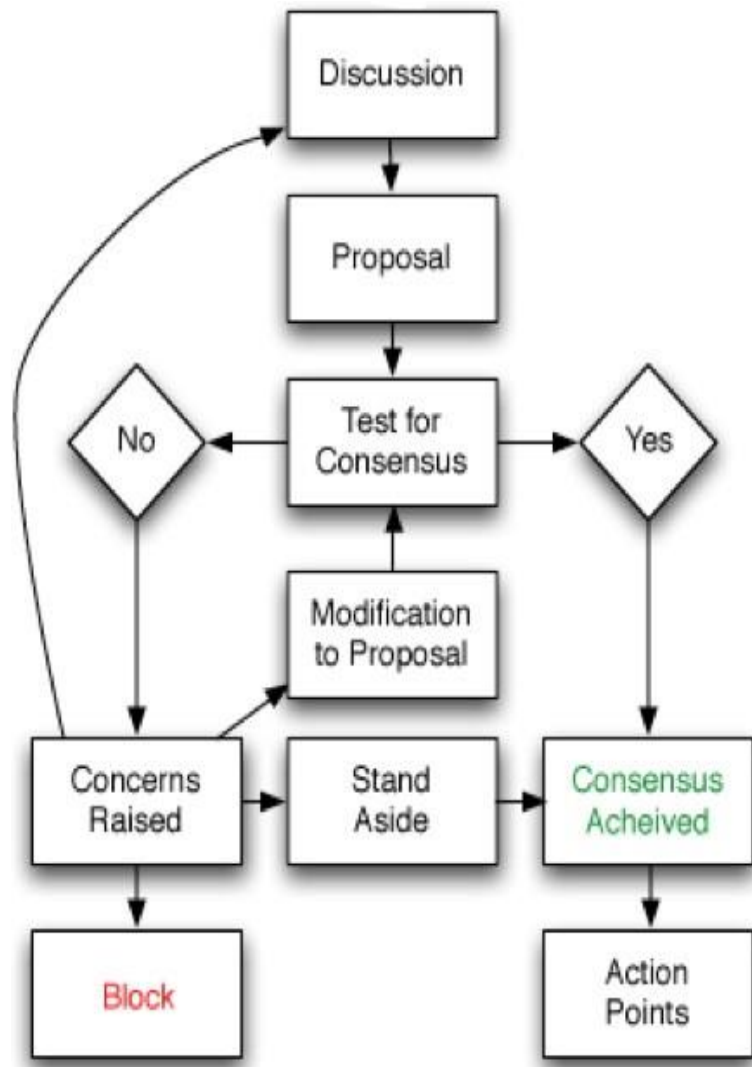 Discussion
Proposal
No
Test for
Consensus
Yes
Modification
to Proposal
Concerns
Raised
Stand
Aside
Consensus
Acheived
Block
Action
Points